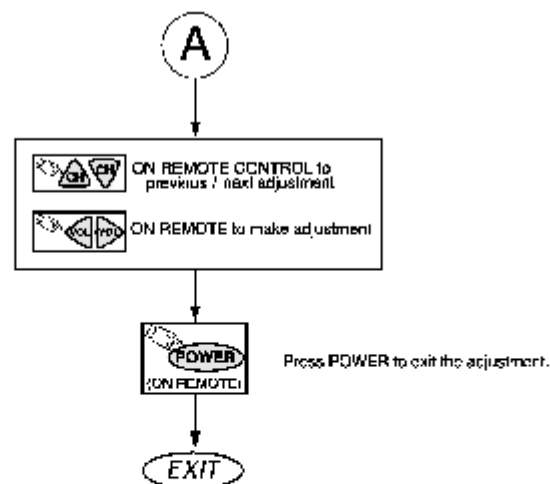 A
CH CH ON REMOTE CONTROL to
previous / next adjustment
VOL VOL ON REMOTE to make adjustment
POWER
(ON REMOTE)
Press POWER to exit the adjustment.
EXIT